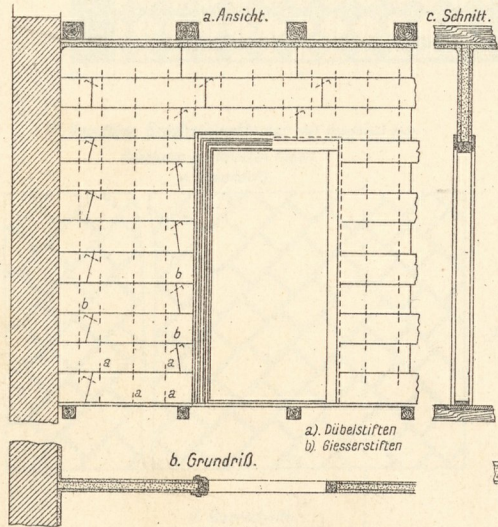 a. Ansicht.
c. Schnitt.
b
b
b
a
a
a
a
a). Dübelstiften
b). Giesserstiften
b. Grundriß.